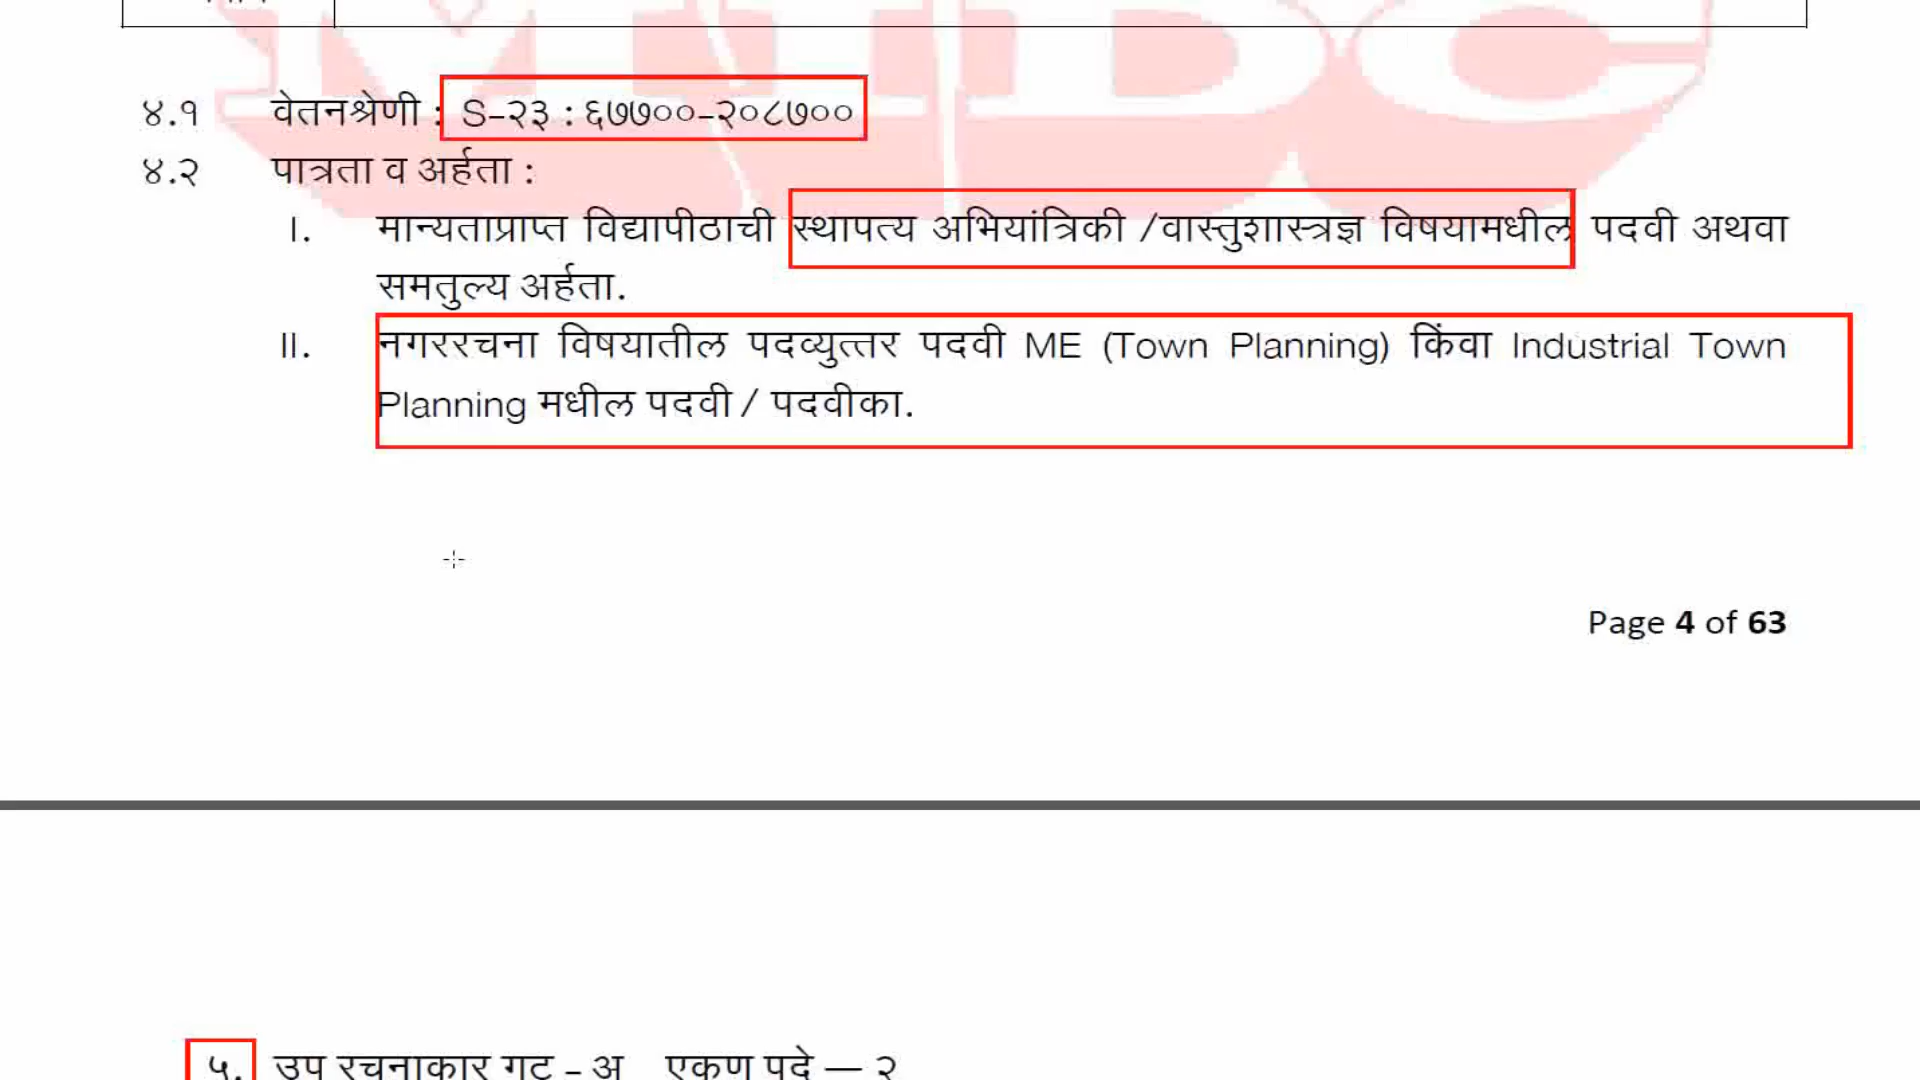 MIDC
४.१ वेतनश्रेणी : S-२३ : ६७७००-२०८७००
४.२ पात्रता व अर्हता :
I. मान्यताप्राप्त विद्यापीठाची स्थापत्य अभियांत्रिकी /वास्तुशास्त्रज्ञ विषयामधील पदवी अथवा
समतुल्य अर्हता.
II. नगररचना विषयातील पदव्युत्तर पदवी ME (Town Planning) किंवा Industrial Town
Planning मधील पदवी / पदवीका.
Page 4 of 63
५. उप रचनाकार गट - अ एकूण पदे — २